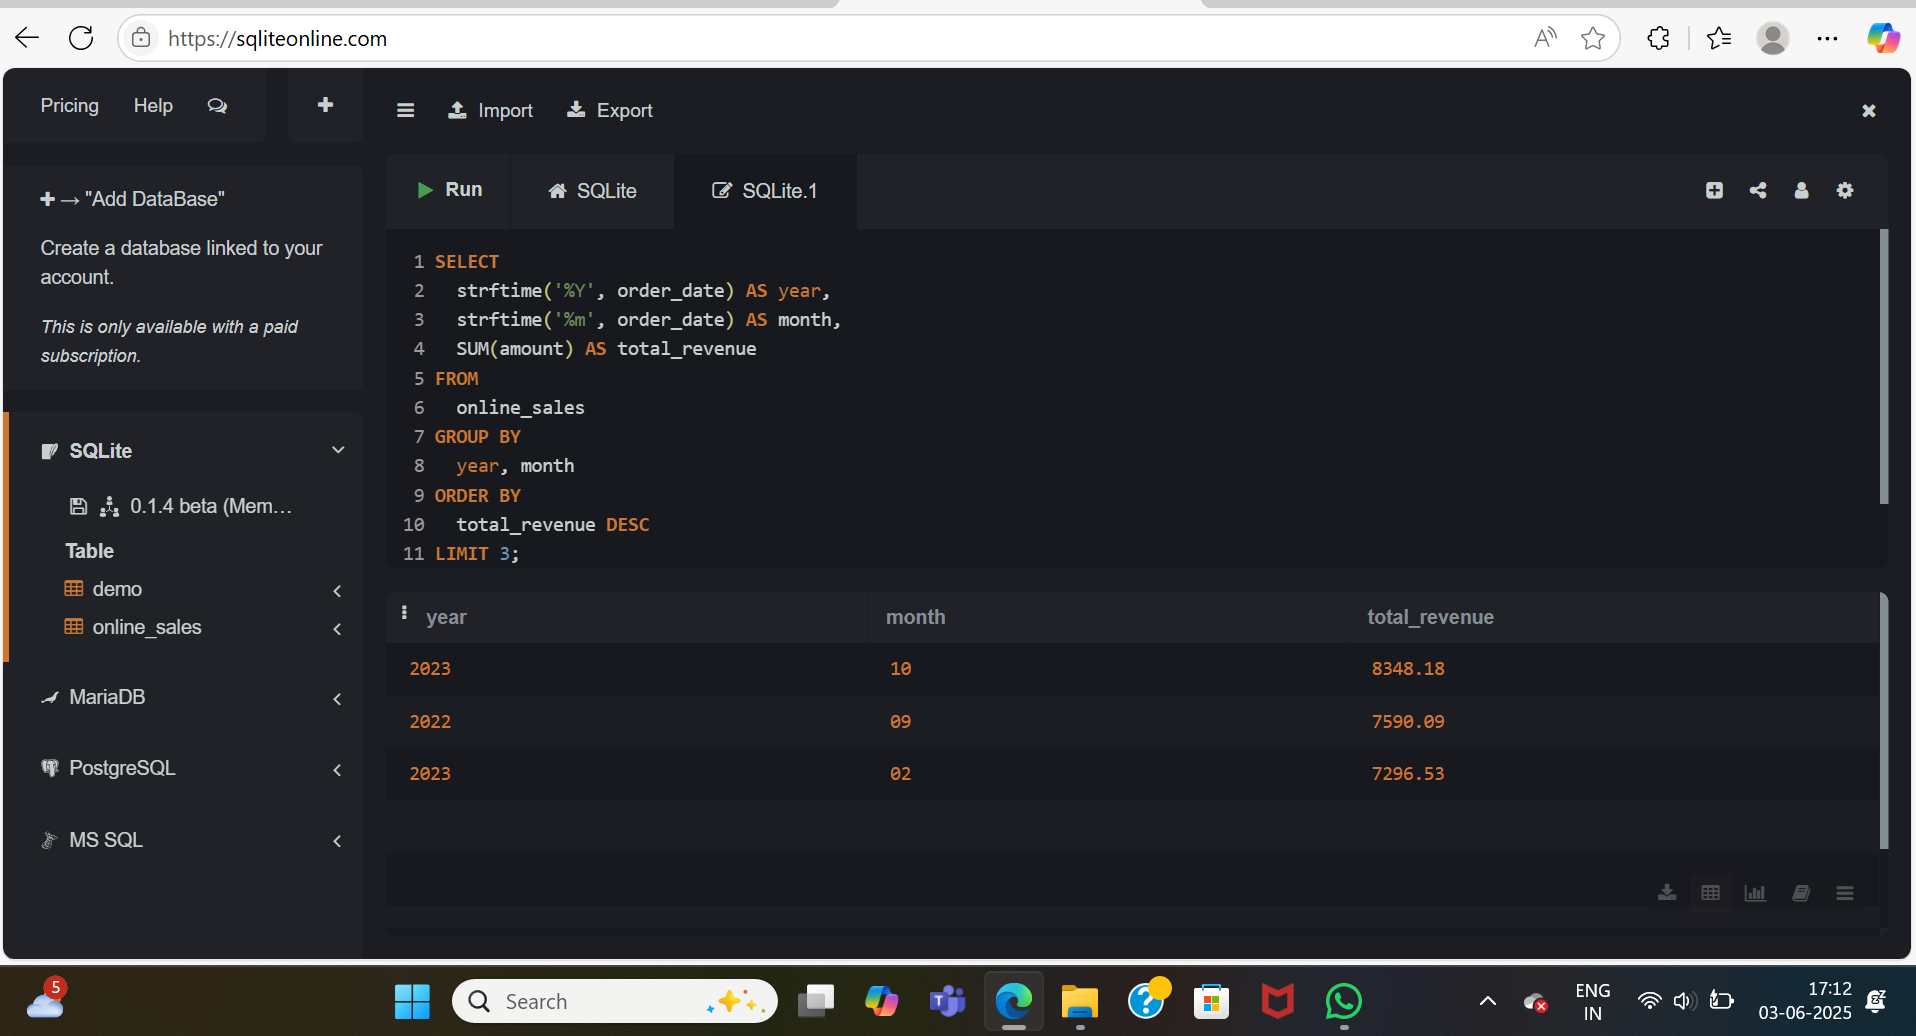 https://sqliteonline.com
Pricing Help
Import Export
"Add DataBase"
Create a database linked to your
account.
This is only available with a paid
subscription.
Run SQLite SQLite.1
1 SELECT
2 strftime('%Y', order_date) AS year,
3 strftime('%m', order_date) AS month,
4 SUM(amount) AS total_revenue
5 FROM
6 online_sales
7 GROUP BY
8 year, month
9 ORDER BY
10 total_revenue DESC
11 LIMIT 3;
SQLite
0.1.4 beta (Mem...
Table
demo
online_sales
MariaDB
PostgreSQL
MS SQL
year month total_revenue
2023 10 8348.18
2022 09 7590.09
2023 02 7296.53
5
Search
ENG
IN
17:12
03-06-2025